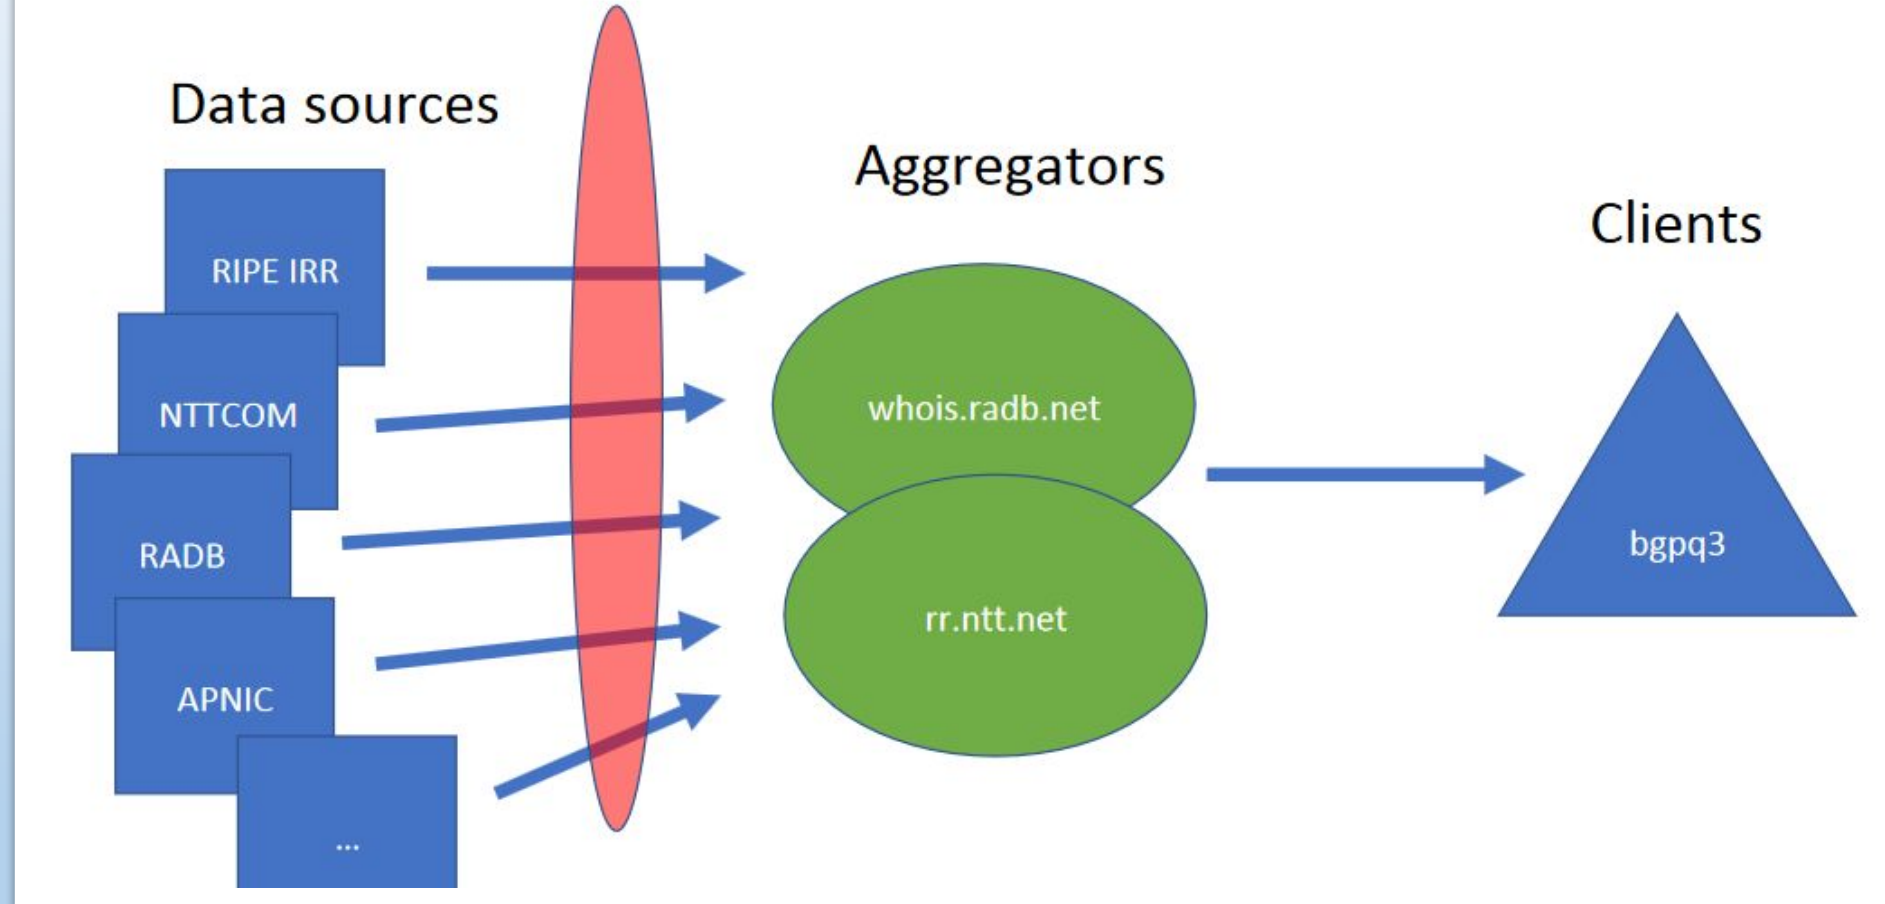 Data sources
RIPE IRR
NTTCOM
RADB
APNIC
...
Aggregators
whois.radb.net
rr.ntt.net
Clients
bgpq3